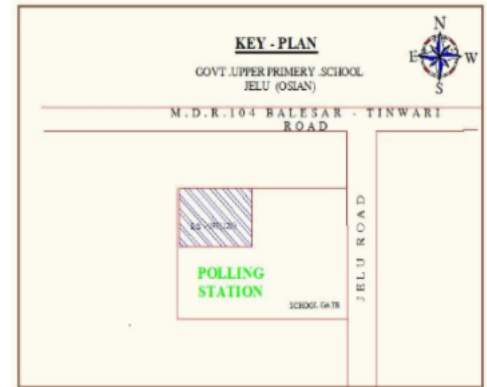 KEY - PLAN
GOVT .UPPER PRIMERY .SCHOOL
JELU (OSIAN)
N
E
W
S
M.D.R.104 BALESAR - TINWARI
ROAD
JELU ROAD
POLLING
STATION
SCHOOL GATE